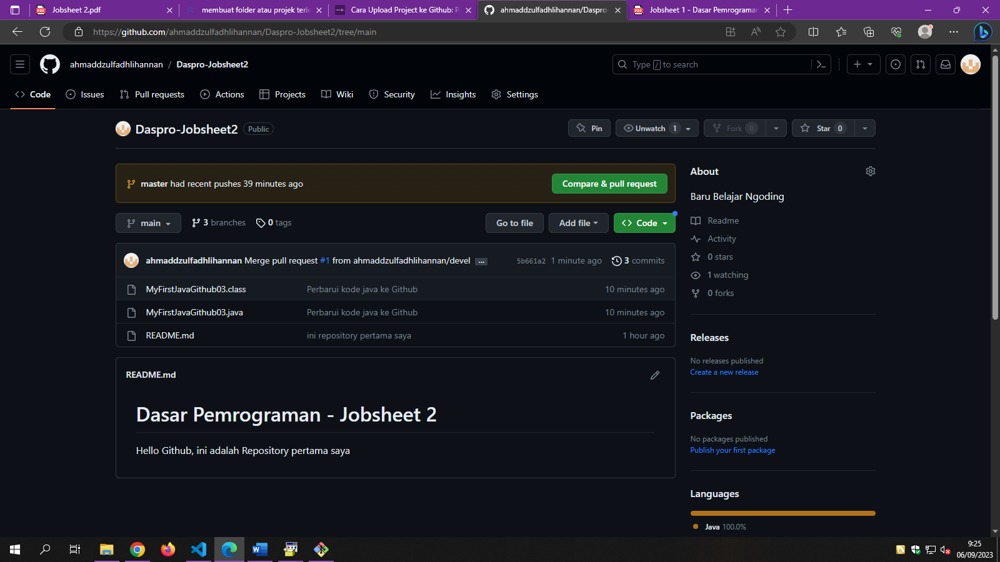 Jobsheet 2.pdf
membuat folder atau projek terle
Cara Upload Project ke Github: Pa
ahmaddzulfadhlihannan/Daspro-
Jobsheet 1 - Dasar Pemrograman
https://github.com/ahmaddzulfadhlihannan/Daspro-Jobsheet2/tree/main
ahmaddzulfadhlihannan / Daspro-Jobsheet2
Type / to search
Code Issues Pull requests Actions Projects Wiki Security Insights Settings
Daspro-Jobsheet2 Public
Pin Unwatch 1 Fork 0 Star 0
master had recent pushes 39 minutes ago
Compare & pull request
main 3 branches 0 tags
Go to file Add file Code
ahmaddzulfadhlihannan Merge pull request #1 from ahmaddzulfadhlihannan/devel ... 5b661a2 1 minute ago 3 commits
MyFirstJavaGithub03.class Perbarui kode java ke Github 10 minutes ago
MyFirstJavaGithub03.java Perbarui kode java ke Github 10 minutes ago
README.md ini repository pertama saya 1 hour ago
README.md
Dasar Pemrograman - Jobsheet 2
Hello Github, ini adalah Repository pertama saya
About
Baru Belajar Ngoding
Readme
Activity
0 stars
1 watching
0 forks
Releases
No releases published
Create a new release
Packages
No packages published
Publish your first package
Languages
Java 100.0%
9:25
06/09/2023